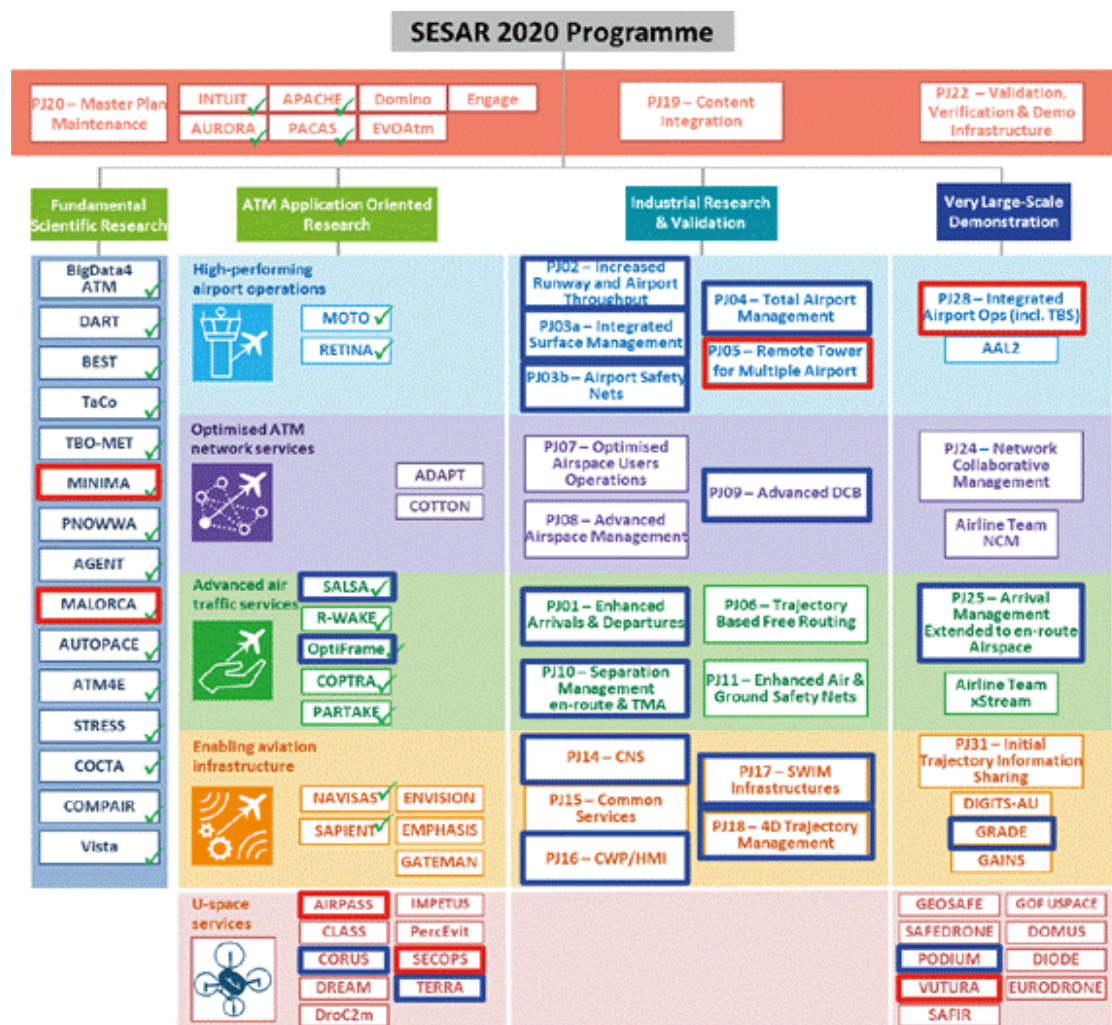 SESAR 2020 Programme
PJ20 – Master Plan
Maintenance
INTUIT
APACHE
Domino
Engage
AURORA
PACAS
EVOAtm
PJ19 – Content
Integration
PJ22 – Validation,
Verification & Demo
Infrastructure
Fundamental
Scientific Research
ATM Application Oriented
Research
Industrial Research
& Validation
Very Large-Scale
Demonstration
BigData4
ATM
DART
BEST
TaCo
TBO-MET
MINIMA
PNOWWA
AGENT
MALORCA
AUTOPACE
ATM4E
STRESS
COCTA
COMPAIR
Vista
High-performing
airport operations
MOTO
RETINA
PJ02 – Increased
Runway and Airport
Throughput
PJ03a – Integrated
Surface Management
PJ03b – Airport Safety
Nets
PJ04 – Total Airport
Management
PJ05 – Remote Tower
for Multiple Airport
PJ28 – Integrated
Airport Ops (incl. TBS)
AAL2
Optimised ATM
network services
ADAPT
COTTON
PJ07 – Optimised
Airspace Users
Operations
PJ08 – Advanced
Airspace Management
PJ09 – Advanced DCB
PJ24 – Network
Collaborative
Management
Airline Team
NCM
Advanced air
traffic services
SALSA
R-WAKE
OptiFrame
COPTRA
PARTAKE
PJ01 – Enhanced
Arrivals & Departures
PJ10 – Separation
Management
en-route & TMA
PJ06 – Trajectory
Based Free Routing
PJ11 – Enhanced Air &
Ground Safety Nets
PJ25 – Arrival
Management
Extended to en-route
Airspace
Airline Team
xStream
Enabling aviation
infrastructure
NAVISAS
ENVISION
SAPIENT
EMPHASIS
GATEMAN
PJ14 – CNS
PJ15 – Common
Services
PJ16 – CWP/HMI
PJ17 – SWIM
Infrastructures
PJ18 – 4D Trajectory
Management
PJ31 – Initial
Trajectory Information
Sharing
DIGITS-AU
GRADE
GAINS
U-space
services
AIRPASS
IMPETUS
CLASS
PercEvit
CORUS
SECOPS
DREAM
TERRA
DroC2m
GEOSAFE
GOF USPACE
SAFEDRONE
DOMUS
PODIUM
DIODE
VUTURA
EURODRONE
SAFIR